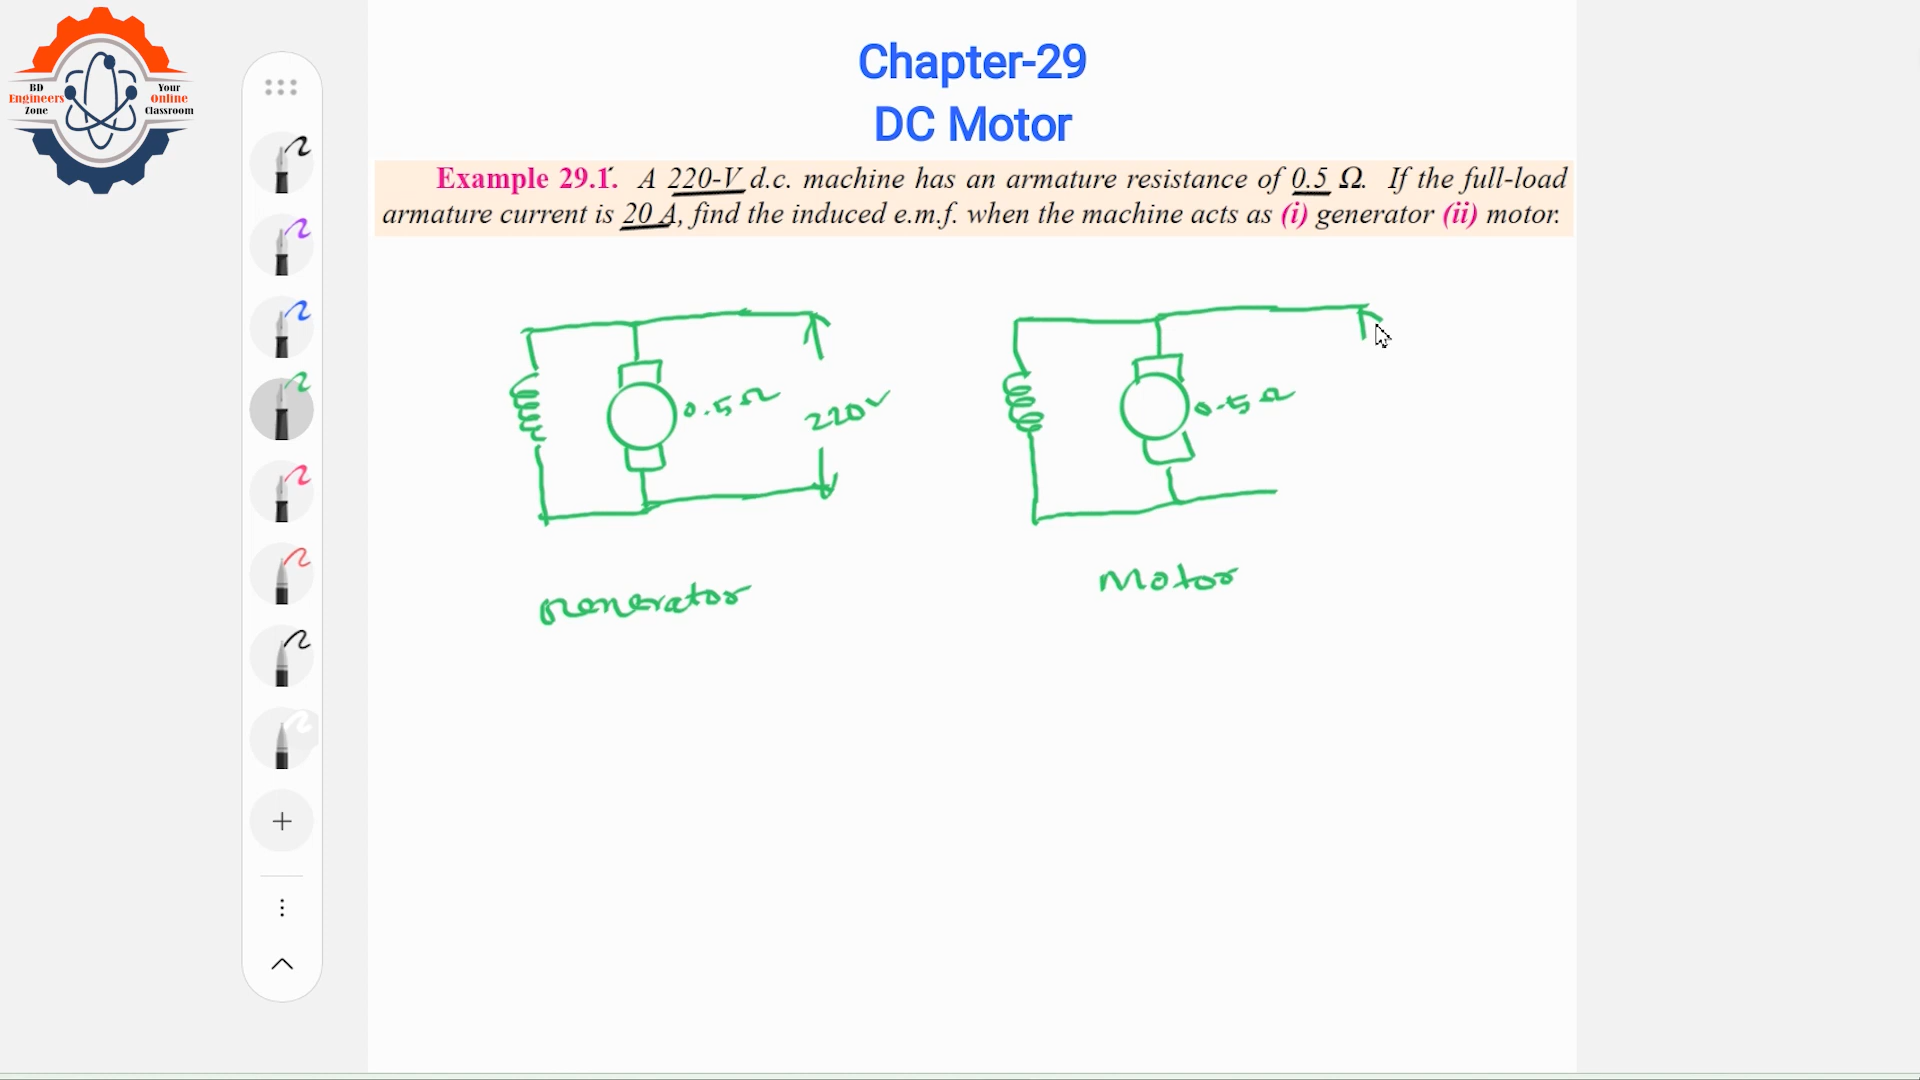 BD
Engineers
Zone
Your
Online
Classroom
Chapter-29
DC Motor
Example 29.1. A 220-V d.c. machine has an armature resistance of 0.5 Ω. If the full-load
armature current is 20 A, find the induced e.m.f. when the machine acts as (i) generator (ii) motor.
0.5 Ω
220V
0.5 Ω
Generator
Motor